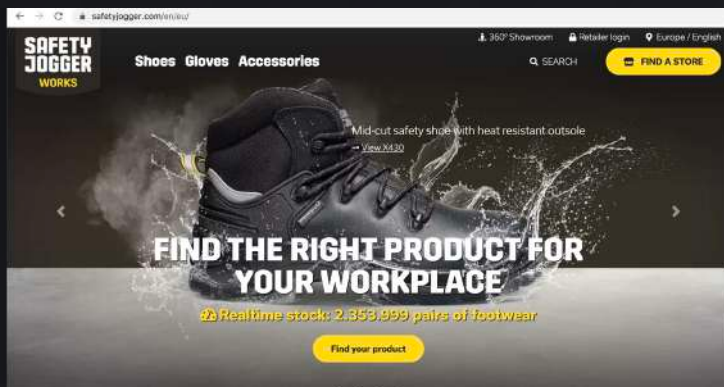 safetyjogger.com/en/eu/
360° Showroom
Retailer login
Europe / English
SAFETY
JOGGER
WORKS
Shoes Gloves Accessories
SEARCH
FIND A STORE
Mid-cut safety shoe with heat resistant outsole
View X430
FIND THE RIGHT PRODUCT FOR
YOUR WORKPLACE
Realtime stock: 2.353.999 pairs of footwear
Find your product